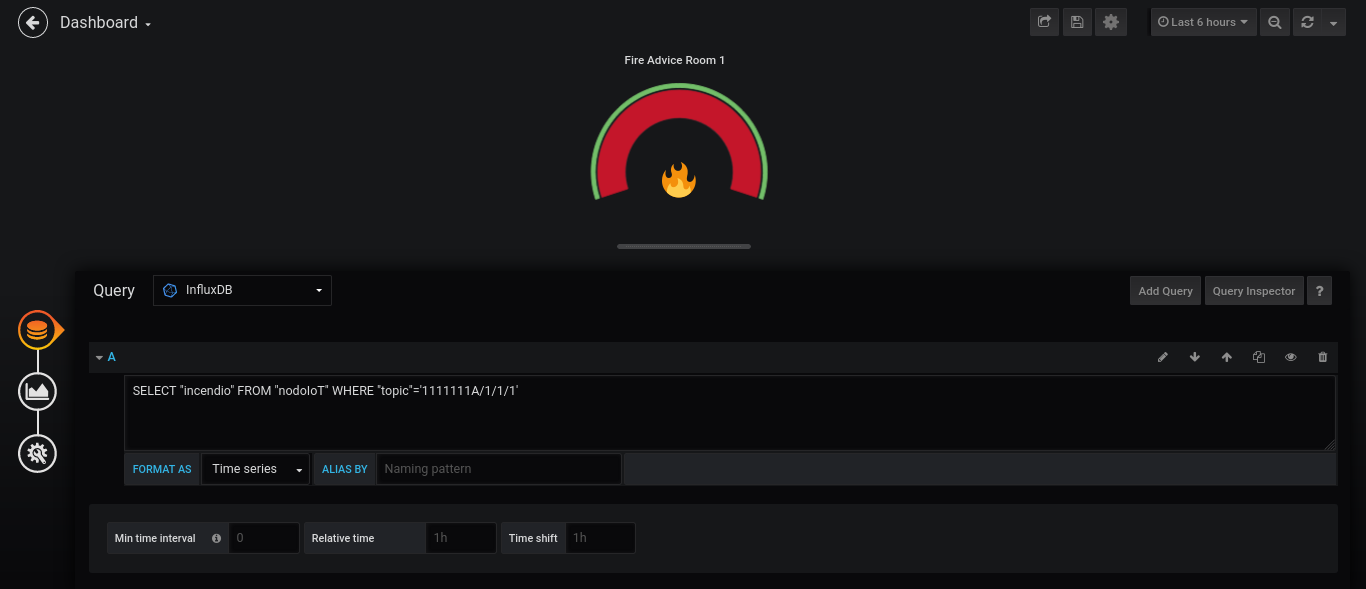 Dashboard
Last 6 hours
Fire Advice Room 1
Query
InfluxDB
Add Query
Query Inspector
?
A
SELECT "incendio" FROM "nodoIoT" WHERE "topic"='1111111A/1/1/1'
FORMAT AS
Time series
ALIAS BY
Naming pattern
Min time interval
0
Relative time
1h
Time shift
1h